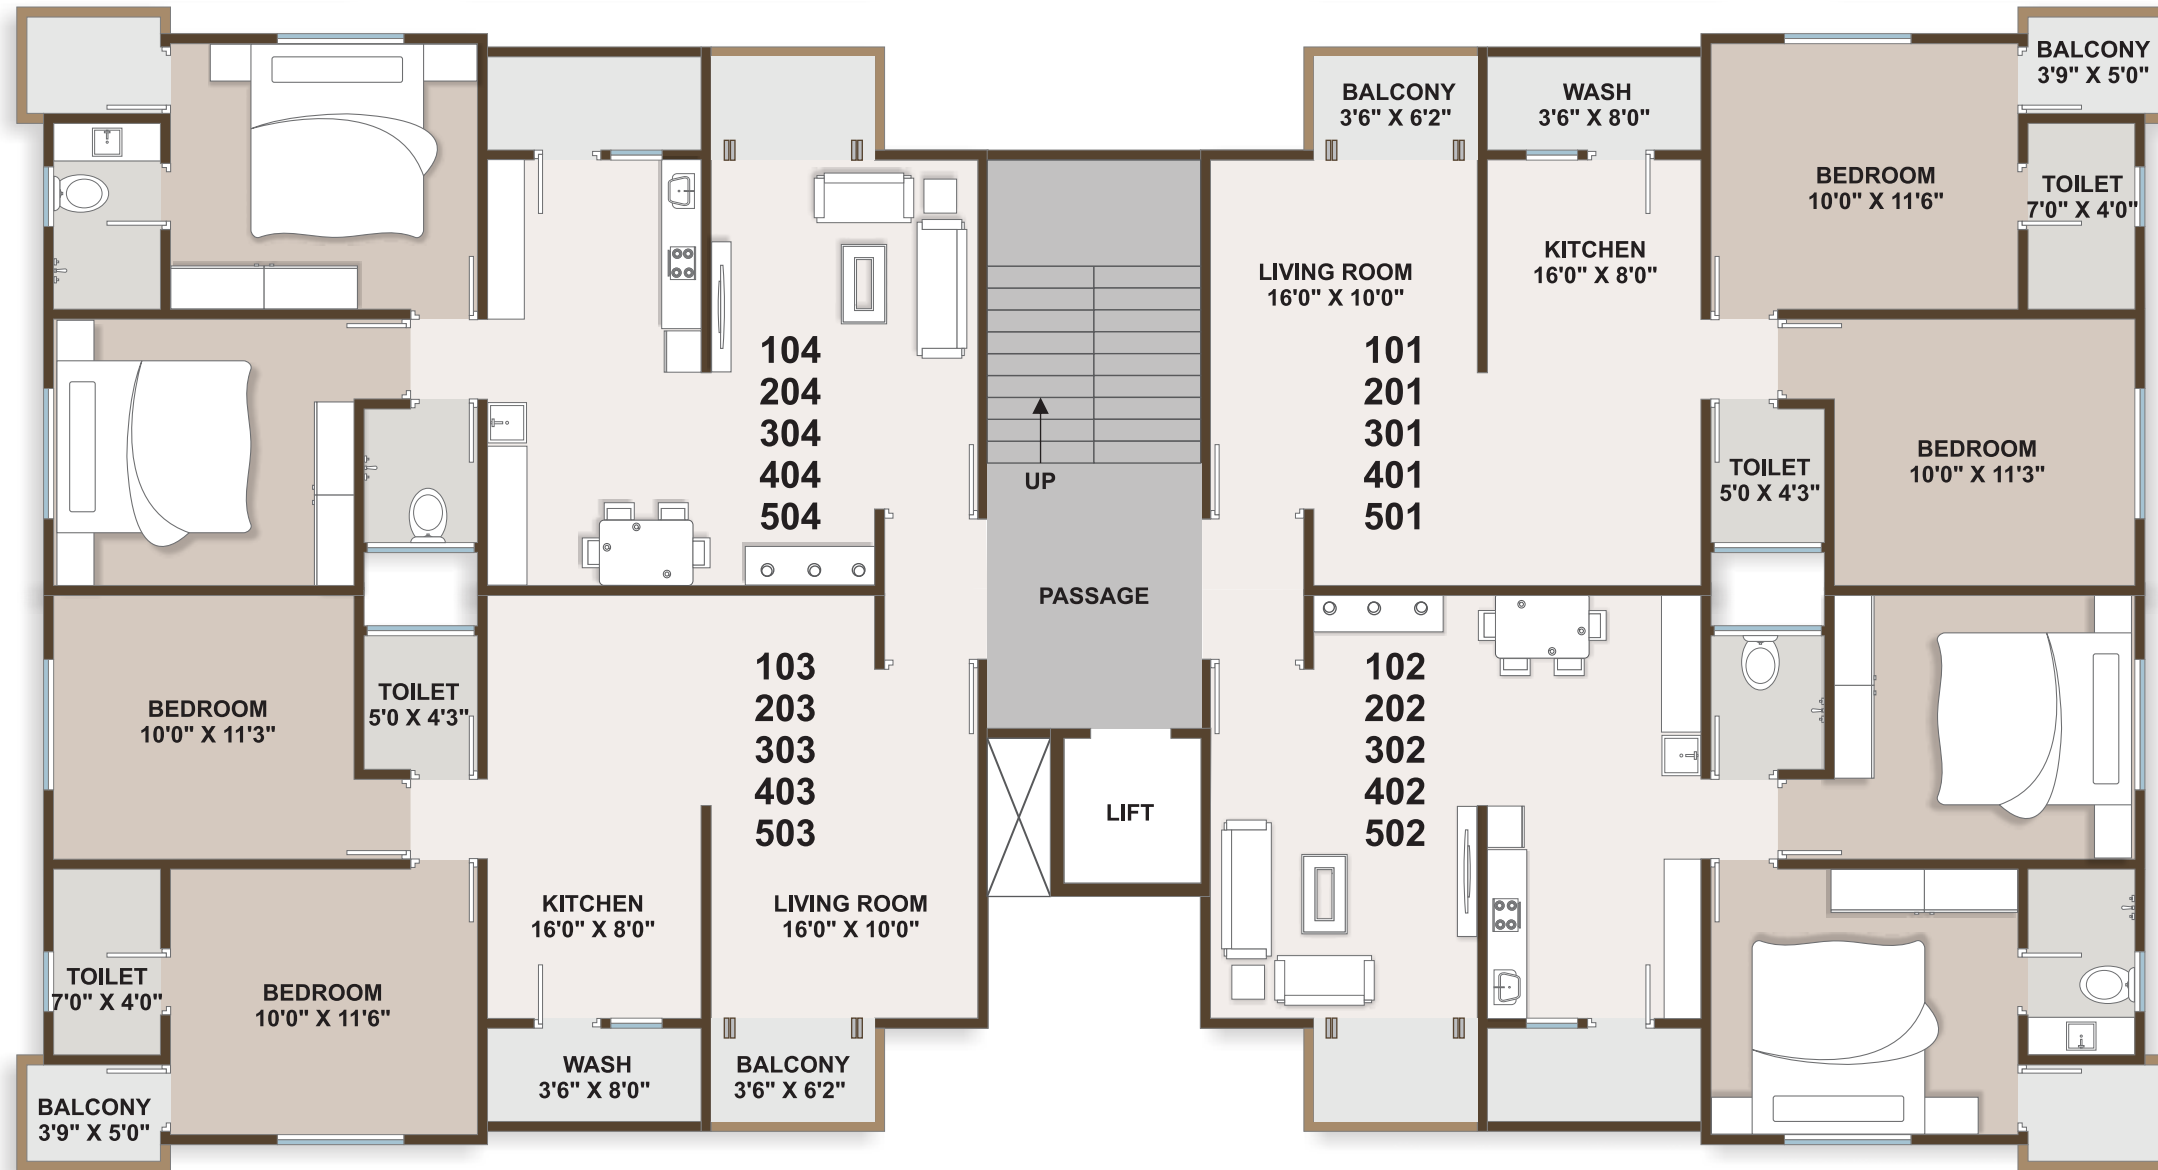 BALCONY
3'9" X 5'0"
BALCONY
3'6" X 6'2"
WASH
3'6" X 8'0"
BEDROOM
10'0" X 11'6"
TOILET
7'0" X 4'0"
KITCHEN
16'0" X 8'0"
LIVING ROOM
16'0" X 10'0"
104
204
304
404
504
101
201
301
401
501
BEDROOM
10'0" X 11'3"
TOILET
5'0 X 4'3"
UP
PASSAGE
103
203
303
403
503
102
202
302
402
502
TOILET
5'0 X 4'3"
BEDROOM
10'0" X 11'3"
LIFT
KITCHEN
16'0" X 8'0"
LIVING ROOM
16'0" X 10'0"
TOILET
7'0" X 4'0"
BEDROOM
10'0" X 11'6"
WASH
3'6" X 8'0"
BALCONY
3'6" X 6'2"
BALCONY
3'9" X 5'0"